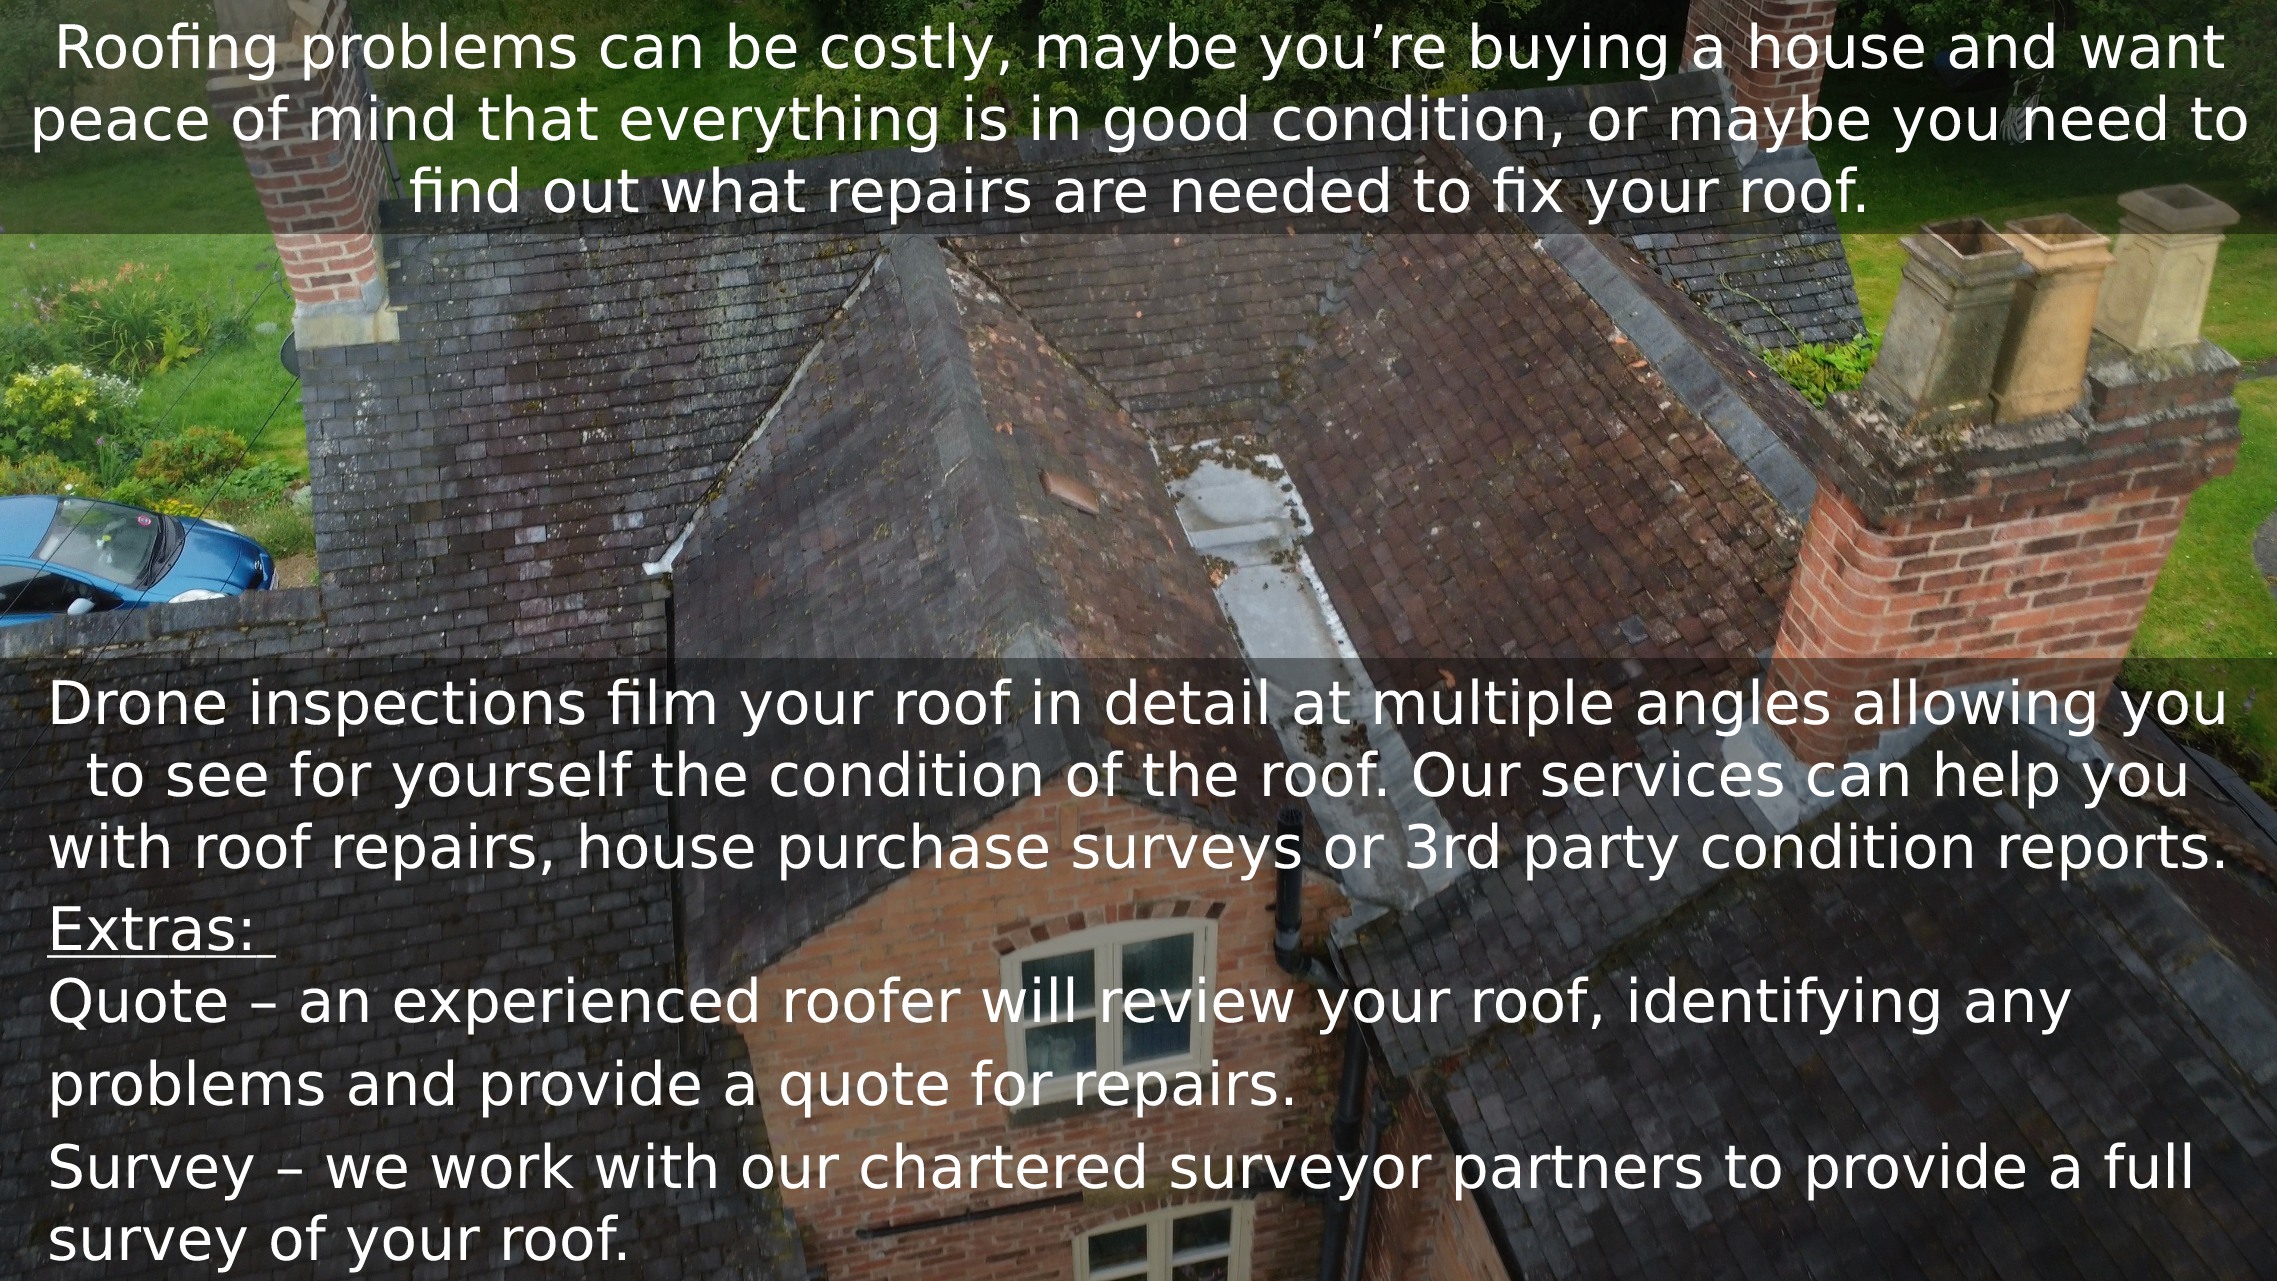 Roofing problems can be costly, maybe you’re buying a house and want
peace of mind that everything is in good condition, or maybe you need to
find out what repairs are needed to fix your roof.
Drone inspections film your roof in detail at multiple angles allowing you
to see for yourself the condition of the roof. Our services can help you
with roof repairs, house purchase surveys or 3rd party condition reports.
Extras:
Quote – an experienced roofer will review your roof, identifying any
problems and provide a quote for repairs.
Survey – we work with our chartered surveyor partners to provide a full
survey of your roof.